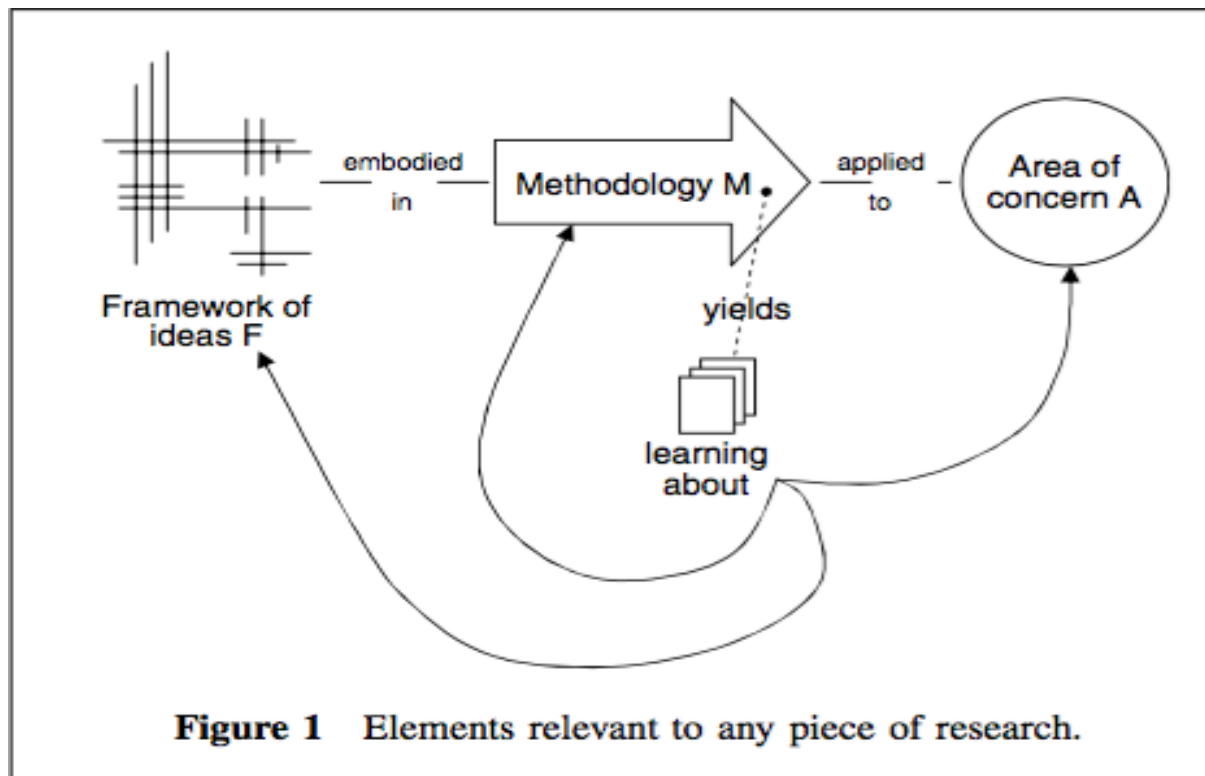 embodied
in
Methodology M
applied
to
Area of
concern A
Framework of
ideas F
yields
learning
about
Figure 1 Elements relevant to any piece of research.